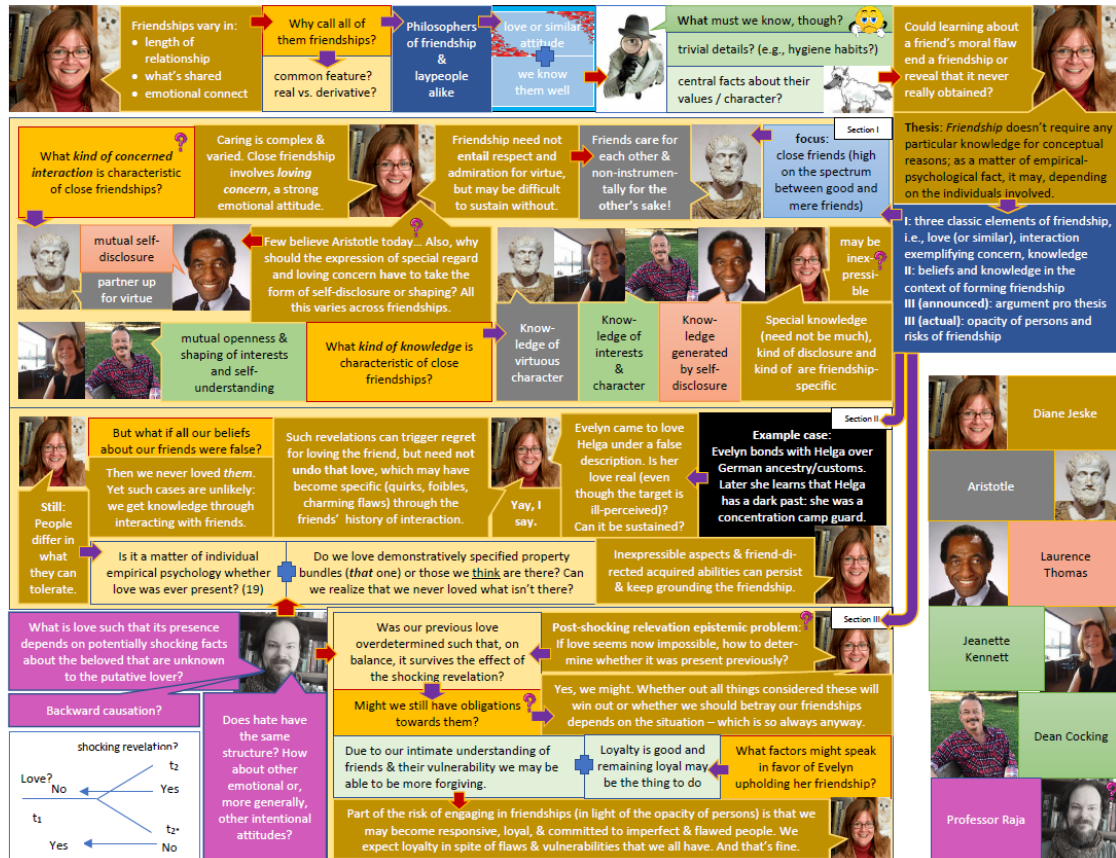 Friendships vary in:
• length of
relationship
• what's shared
• emotional connect
Why call all of
them friendships?
common feature?
real vs. derivative?
Philosophers
of friendship
&
laypeople
alike
love or similar
attitude
we know
them well
What must we know, though?
trivial details? (e.g., hygiene habits?)
central facts about their
values / character?
Could learning about
a friend's moral flaw
end a friendship or
reveal that it never
really obtained?
Thesis: Friendship doesn't require any
particular knowledge for conceptual
reasons; as a matter of empirical-
psychological fact, it may, depending
on the individuals involved.
I: three classic elements of friendship,
i.e., love (or similar), interaction
exemplifying concern, knowledge
II: beliefs and knowledge in the
context of forming friendship
III (announced): argument pro thesis
III (actual): opacity of persons and
risks of friendship
Section I
What kind of concerned
interaction is characteristic
of close friendships?
Caring is complex &
varied. Close friendship
involves loving
concern, a strong
emotional attitude.
Friendship need not
entail respect and
admiration for virtue,
but may be difficult
to sustain without.
Friends care for
each other &
non-instrumen-
tally for the
other's sake!
focus:
close friends (high
on the spectrum
between good and
mere friends)
mutual self-
disclosure
partner up
for virtue
Few believe Aristotle today... Also, why
should the expression of special regard
and loving concern have to take the
form of self-disclosure or shaping? All
this varies across friendships.
may be
inex-
pressi-
ble
mutual openness &
shaping of interests
and self-
understanding
What kind of knowledge is
characteristic of close
friendships?
Know-
ledge of
virtuous
character
Know-
ledge of
interests
&
character
Know-
ledge
generated
by self-
disclosure
Special knowledge
(need not be much),
kind of disclosure and
kind of are friendship-
specific
Section II
But what if all our beliefs
about our friends were false?
Then we never loved them.
Yet such cases are unlikely:
we get knowledge through
interacting with friends.
Still:
People
differ in
what
they can
tolerate.
Such revelations can trigger regret
for loving the friend, but need not
undo that love, which may have
become specific (quirks, foibles,
charming flaws) through the
friends' history of interaction.
Yay, I
say.
Evelyn came to love
Helga under a false
description. Is her
love real (even
though the target is
ill-perceived)?
Can it be sustained?
Example case:
Evelyn bonds with Helga over
German ancestry/customs.
Later she learns that Helga
has a dark past: she was a
concentration camp guard.
Is it a matter of individual
empirical psychology whether
love was ever present? (19)
Do we love demonstratively specified property
bundles (that one) or those we think are there? Can
we realize that we never loved what isn't there?
Inexpressible aspects & friend-di-
rected acquired abilities can persist
& keep grounding the friendship.
Section III
What is love such that its presence
depends on potentially shocking facts
about the beloved that are unknown
to the putative lover?
Backward causation?
Does hate have
the same
structure? How
about other
emotional or,
more generally,
other intentional
attitudes?
shocking revelation?
Love?
No
t₁
Yes
t₂
Yes
t₂*
No
Was our previous love
overdetermined such that, on
balance, it survives the effect of
the shocking revelation?
Post-shocking relevation epistemic problem:
If love seems now impossible, how to deter-
mine whether it was present previously?
Might we still have obligations
towards them?
Yes, we might. Whether out all things considered these will
win out or whether we should betray our friendships
depends on the situation – which is so always anyway.
Due to our intimate understanding of
friends & their vulnerability we may be
able to be more forgiving.
Loyalty is good and
remaining loyal may
be the thing to do
What factors might speak
in favor of Evelyn
upholding her friendship?
Part of the risk of engaging in friendships (in light of the opacity of persons) is that we
may become responsive, loyal, & committed to imperfect & flawed people. We
expect loyalty in spite of flaws & vulnerabilities that we all have. And that's fine.
Diane Jeske
Aristotle
Laurence
Thomas
Jeanette
Kennett
Dean Cocking
Professor Raja